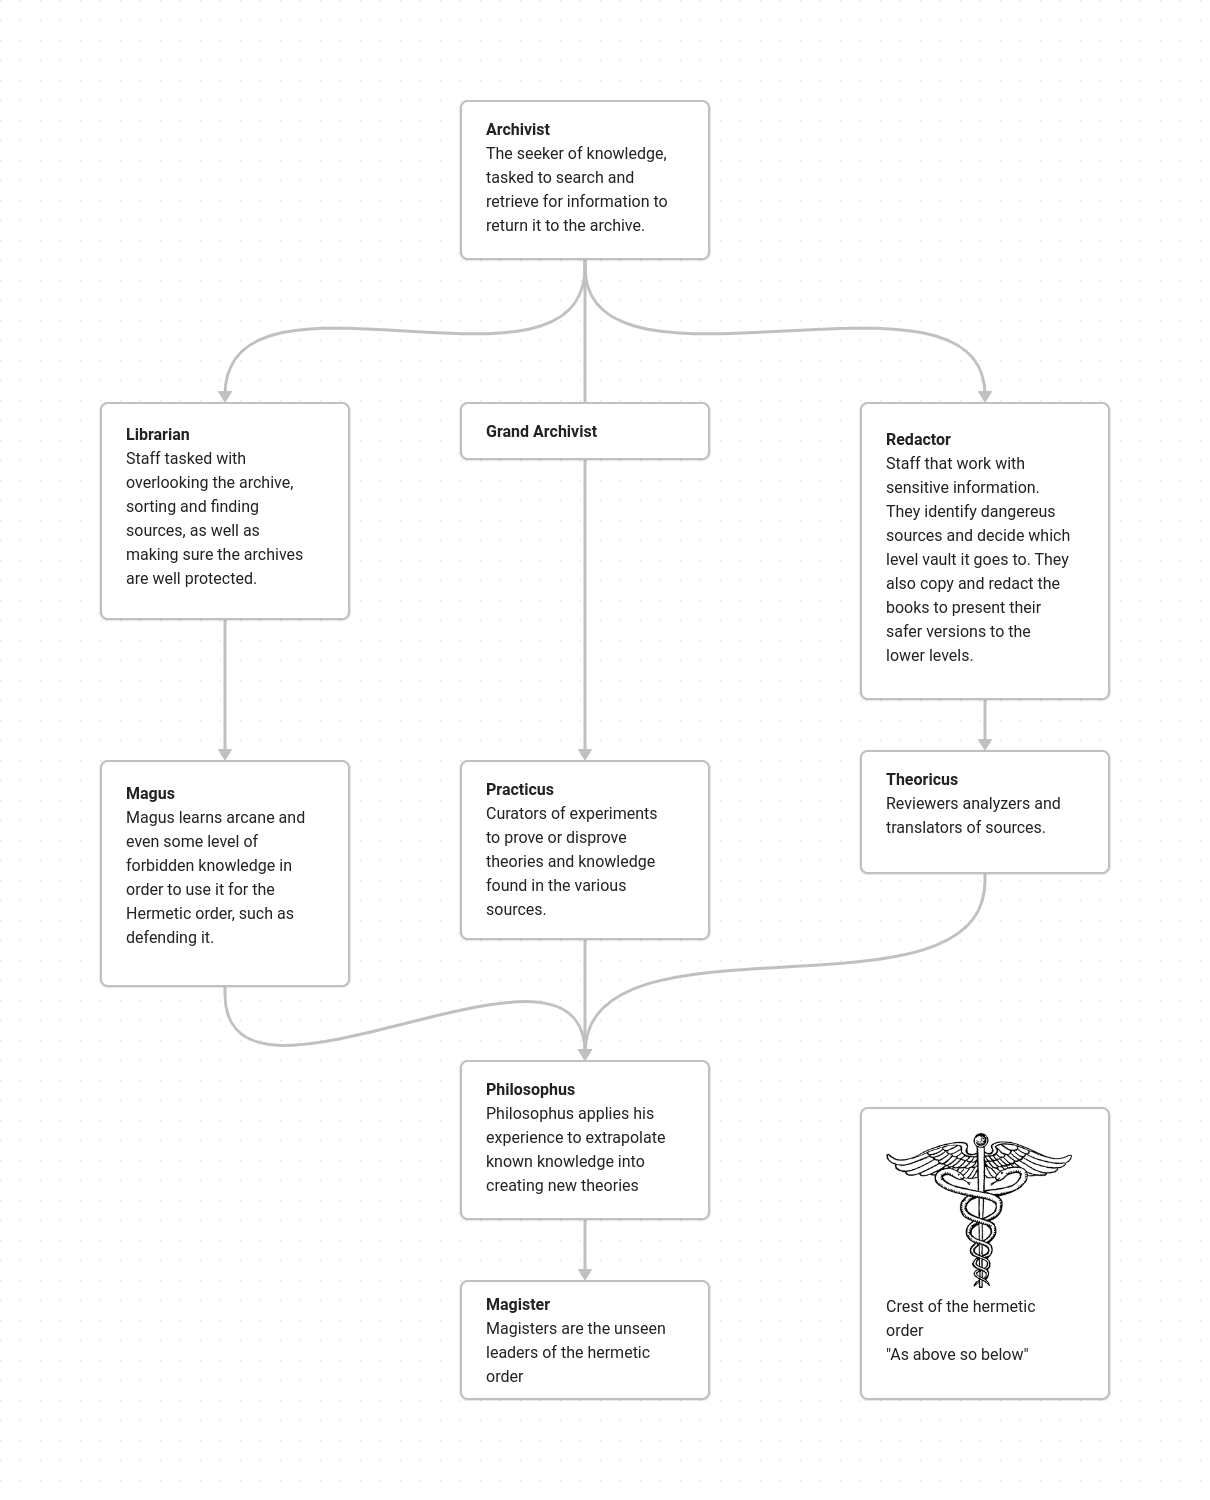 Archivist
The seeker of knowledge,
tasked to search and
retrieve for information to
return it to the archive.
Librarian
Staff tasked with
overlooking the archive,
sorting and finding
sources, as well as
making sure the archives
are well protected.
Grand Archivist
Redactor
Staff that work with
sensitive information.
They identify dangereus
sources and decide which
level vault it goes to. They
also copy and redact the
books to present their
safer versions to the
lower levels.
Magus
Magus learns arcane and
even some level of
forbidden knowledge in
order to use it for the
Hermetic order, such as
defending it.
Practicus
Curators of experiments
to prove or disprove
theories and knowledge
found in the various
sources.
Theoricus
Reviewers analyzers and
translators of sources.
Philosophus
Philosophus applies his
experience to extrapolate
known knowledge into
creating new theories
Magister
Magisters are the unseen
leaders of the hermetic
order
Crest of the hermetic
order
"As above so below"